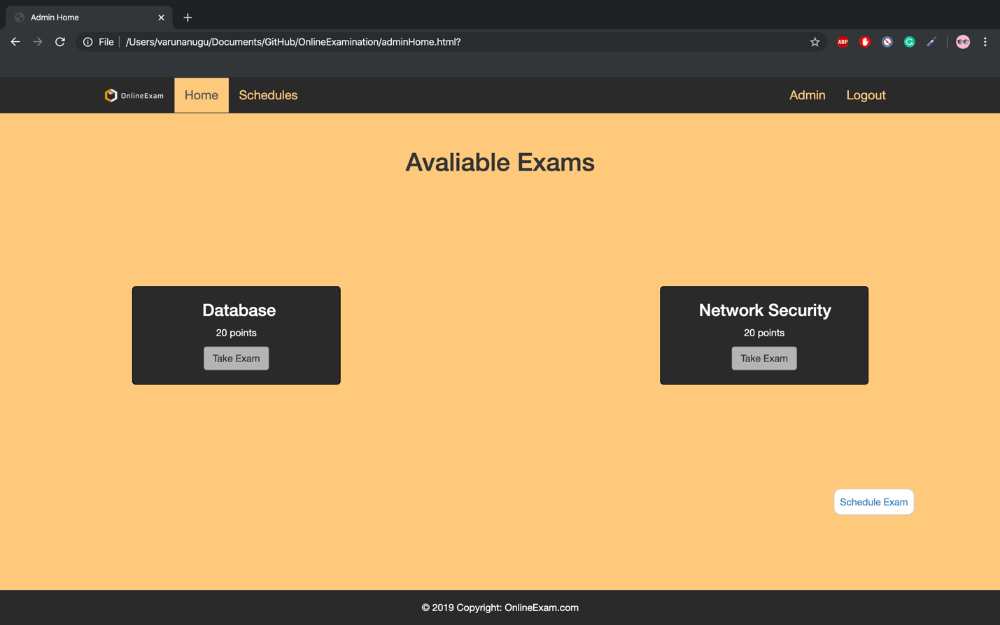 Admin Home
File /Users/varunanugu/Documents/GitHub/OnlineExamination/adminHome.html?
ABP
OnlineExam Home Schedules Admin Logout
Avaliable Exams
Database
20 points
Take Exam
Network Security
20 points
Take Exam
Schedule Exam
© 2019 Copyright: OnlineExam.com